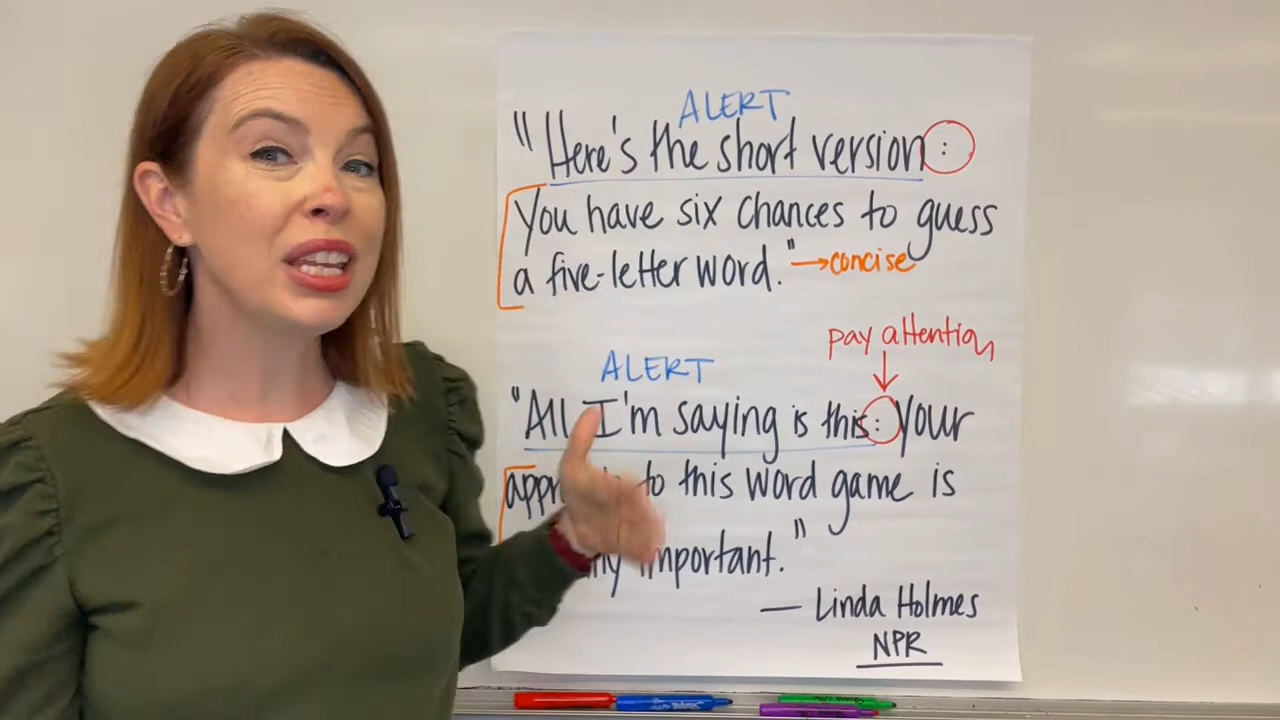 ALERT
"Here's the short version:
You have six chances to guess
a five-letter word." →concise
pay attention
ALERT
"All I'm saying is this: Your
to this word game is
important."
— Linda Holmes
NPR